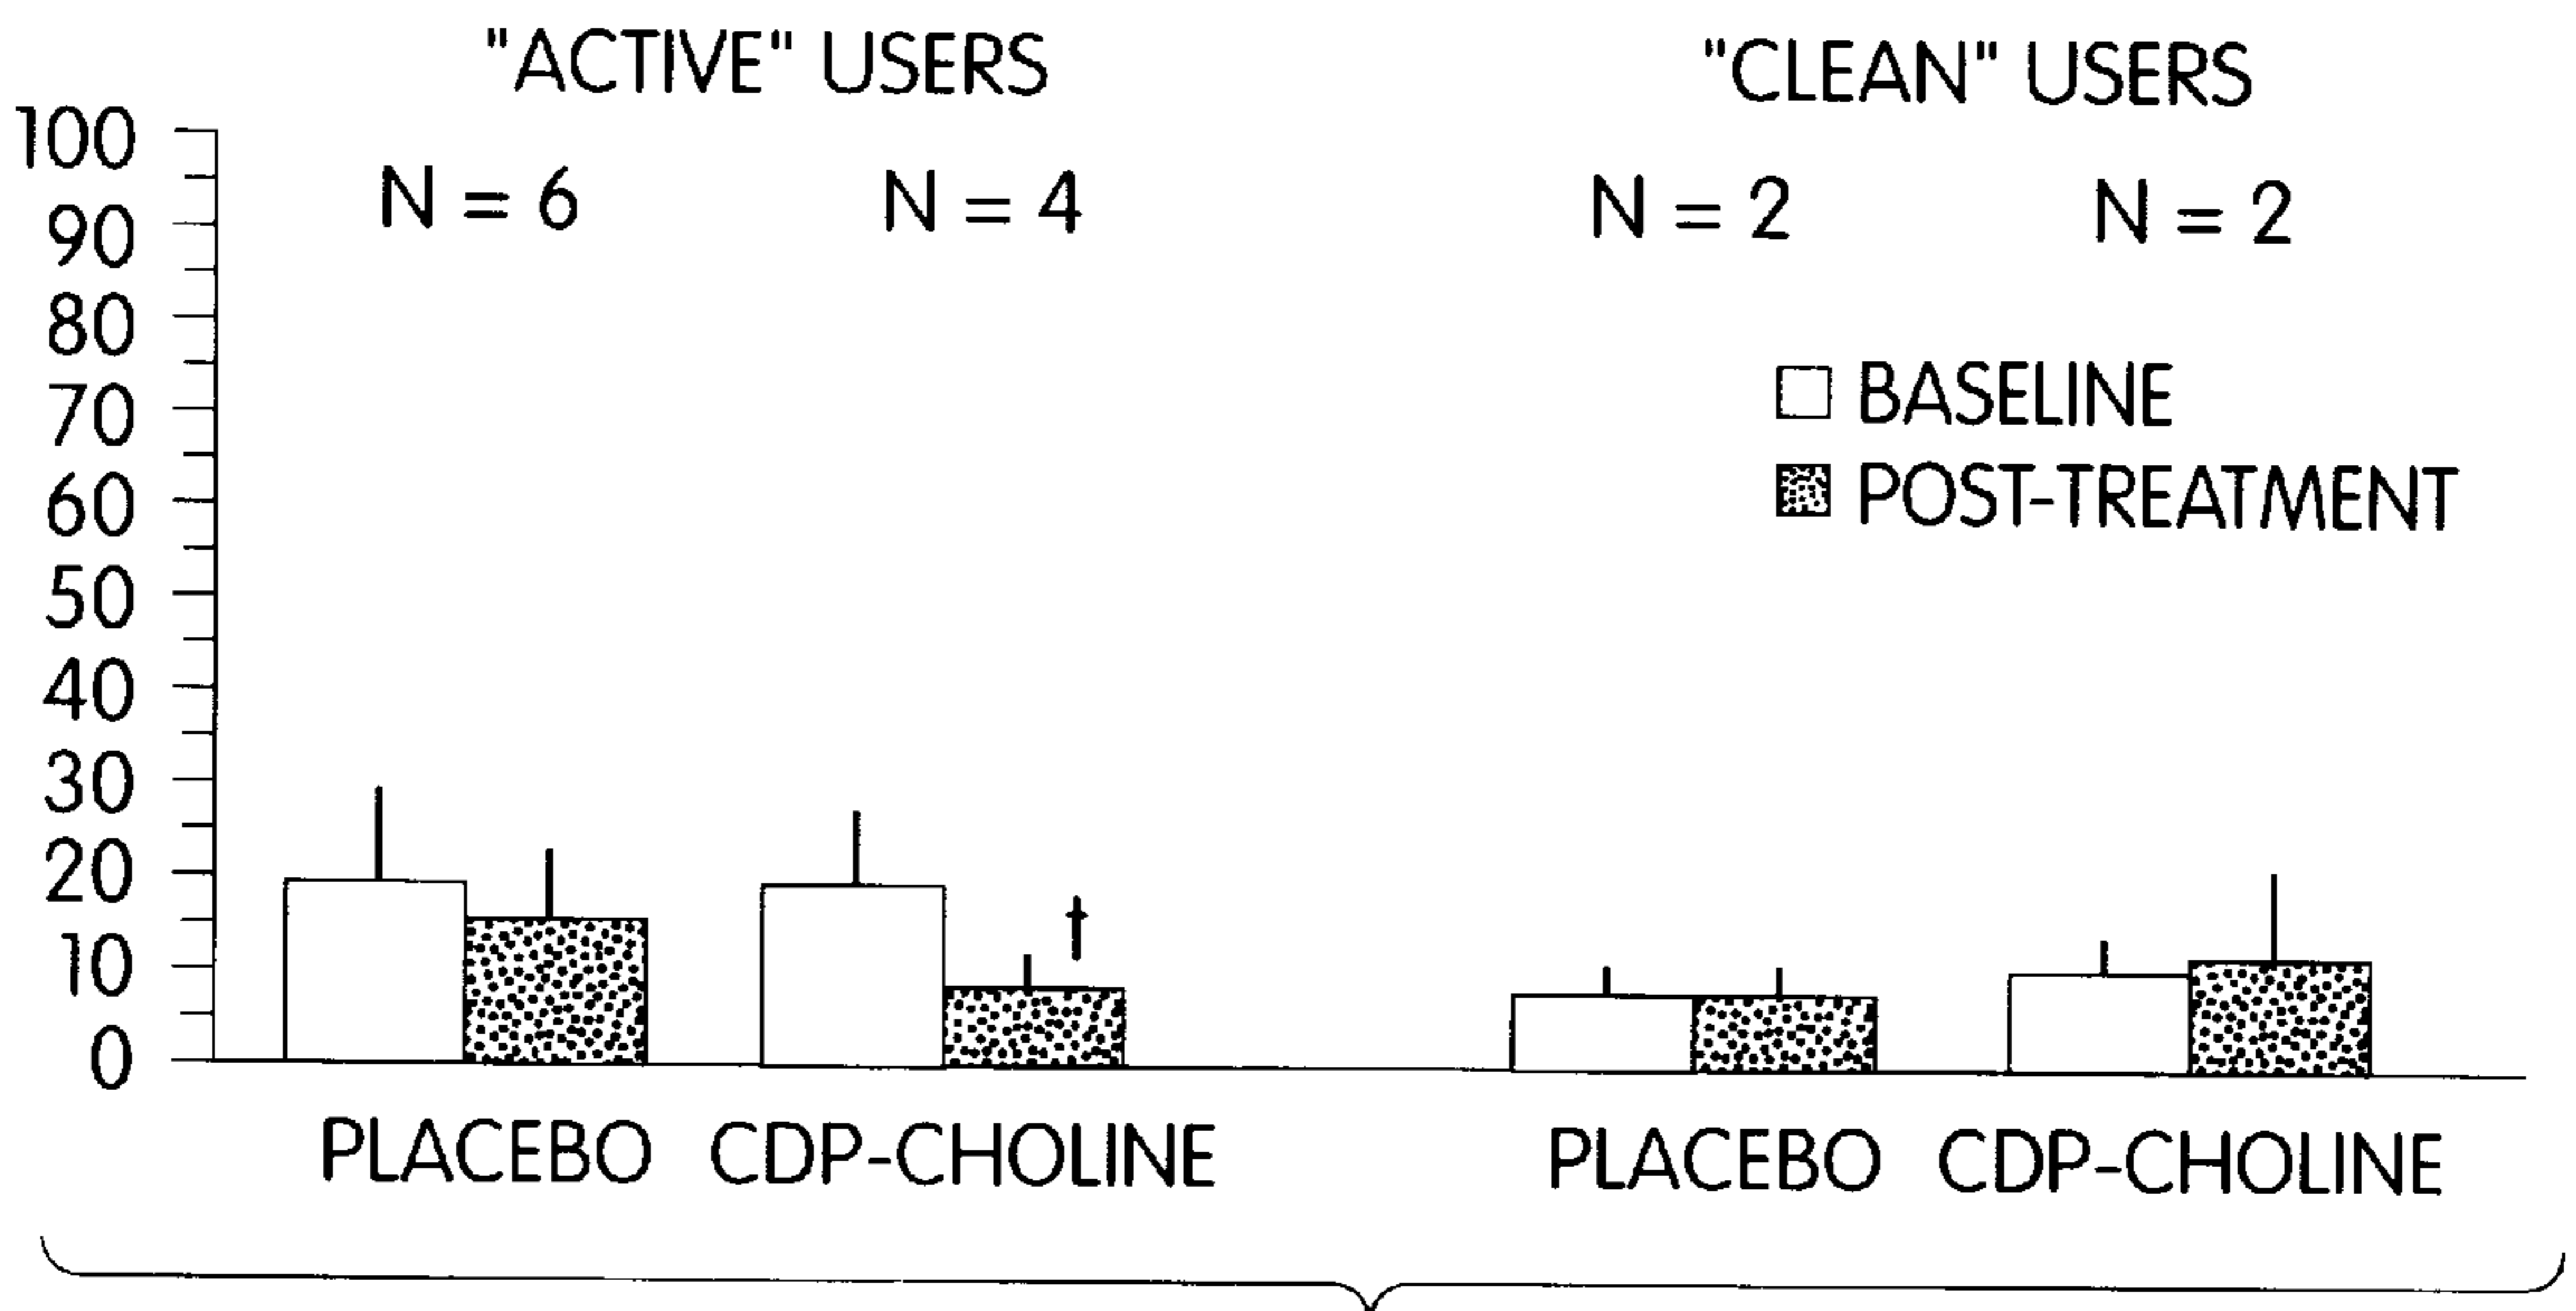 "ACTIVE" USERS
"CLEAN" USERS
N = 6
N = 4
N = 2
N = 2
100
90
80
70
60
50
40
30
20
10
0
BASELINE
POST-TREATMENT
†
PLACEBO CDP-CHOLINE
PLACEBO CDP-CHOLINE